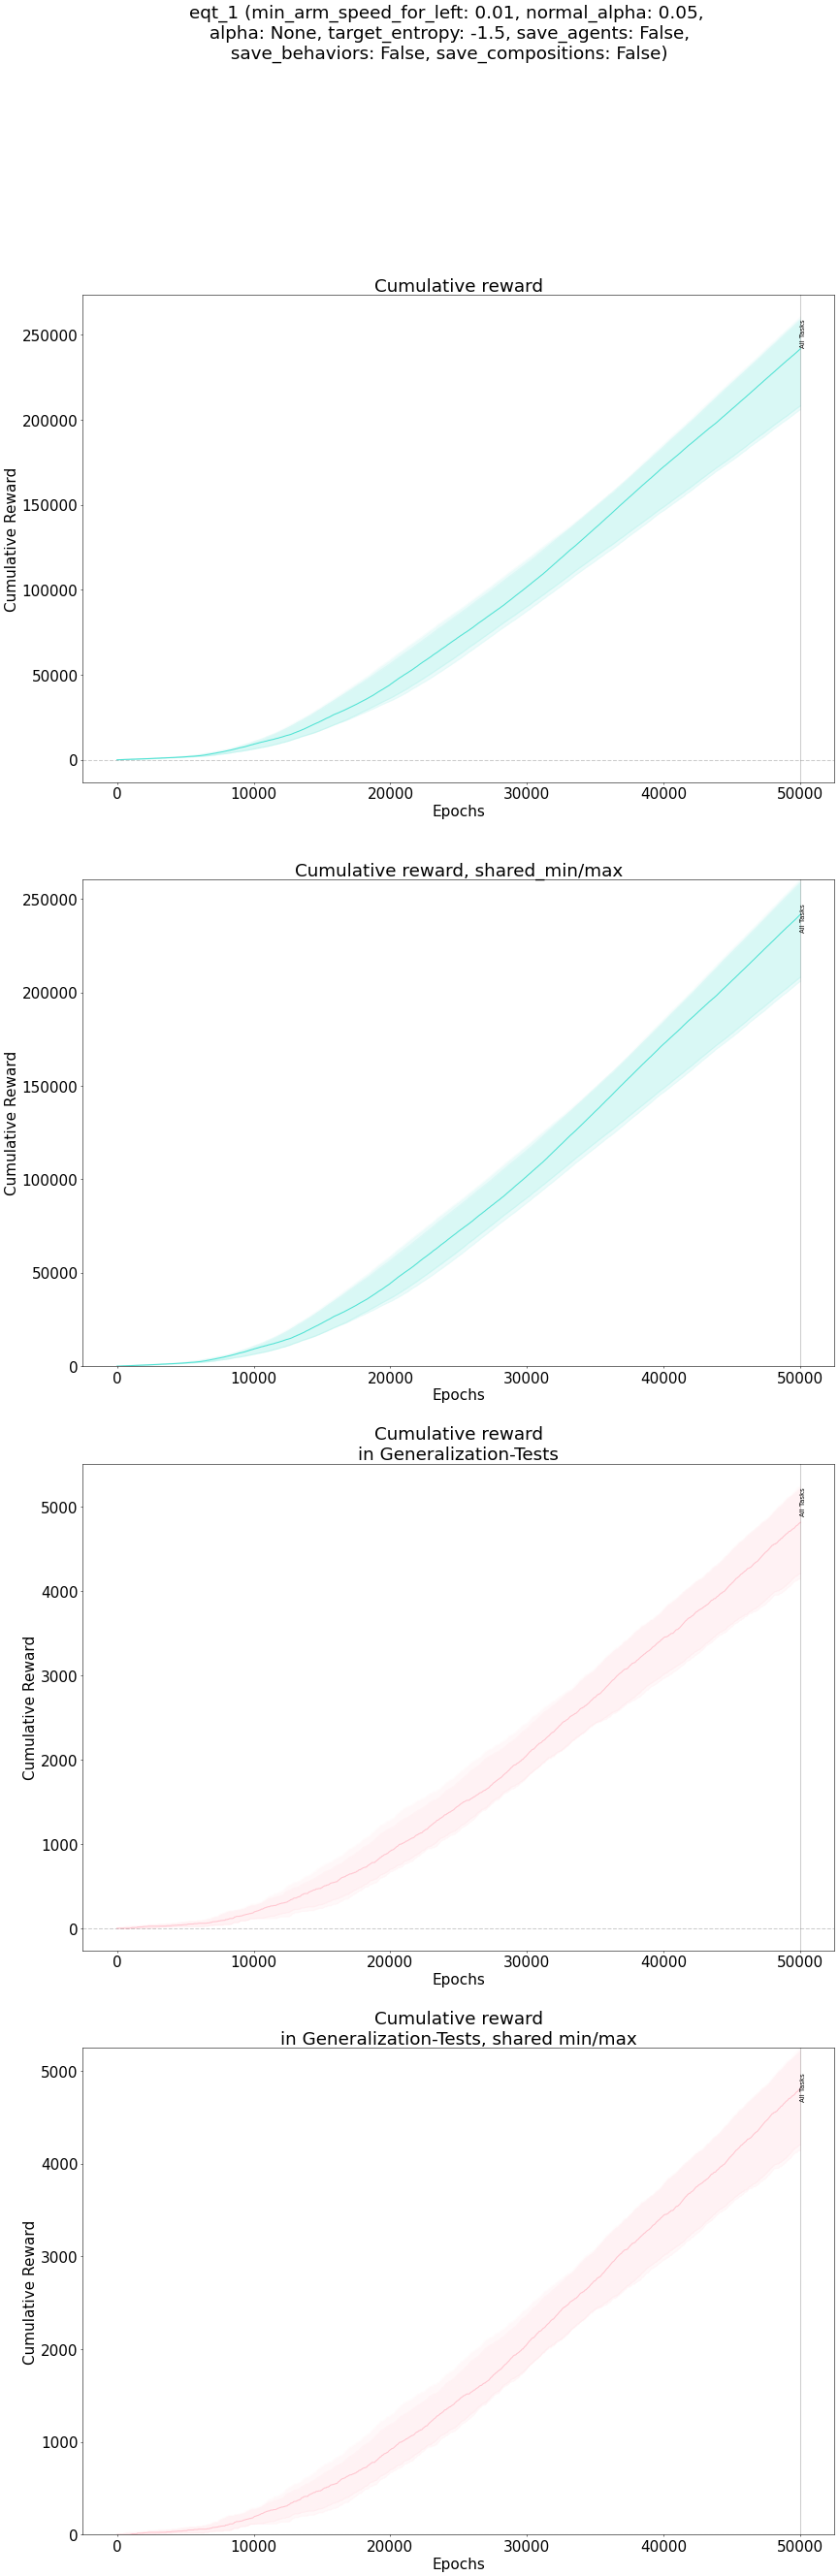 eqt_1 (min_arm_speed_for_left: 0.01, normal_alpha: 0.05,
alpha: None, target_entropy: -1.5, save_agents: False,
save_behaviors: False, save_compositions: False)
Cumulative reward
250000
200000
150000
100000
50000
0
Cumulative Reward
All Tasks
0 10000 20000 30000 40000 50000
Epochs
Cumulative reward, shared_min/max
250000
200000
150000
100000
50000
0
Cumulative Reward
All Tasks
0 10000 20000 30000 40000 50000
Epochs
Cumulative reward
in Generalization-Tests
5000
4000
3000
2000
1000
0
Cumulative Reward
All Tasks
0 10000 20000 30000 40000 50000
Epochs
Cumulative reward
in Generalization-Tests, shared min/max
5000
4000
3000
2000
1000
0
Cumulative Reward
All Tasks
0 10000 20000 30000 40000 50000
Epochs